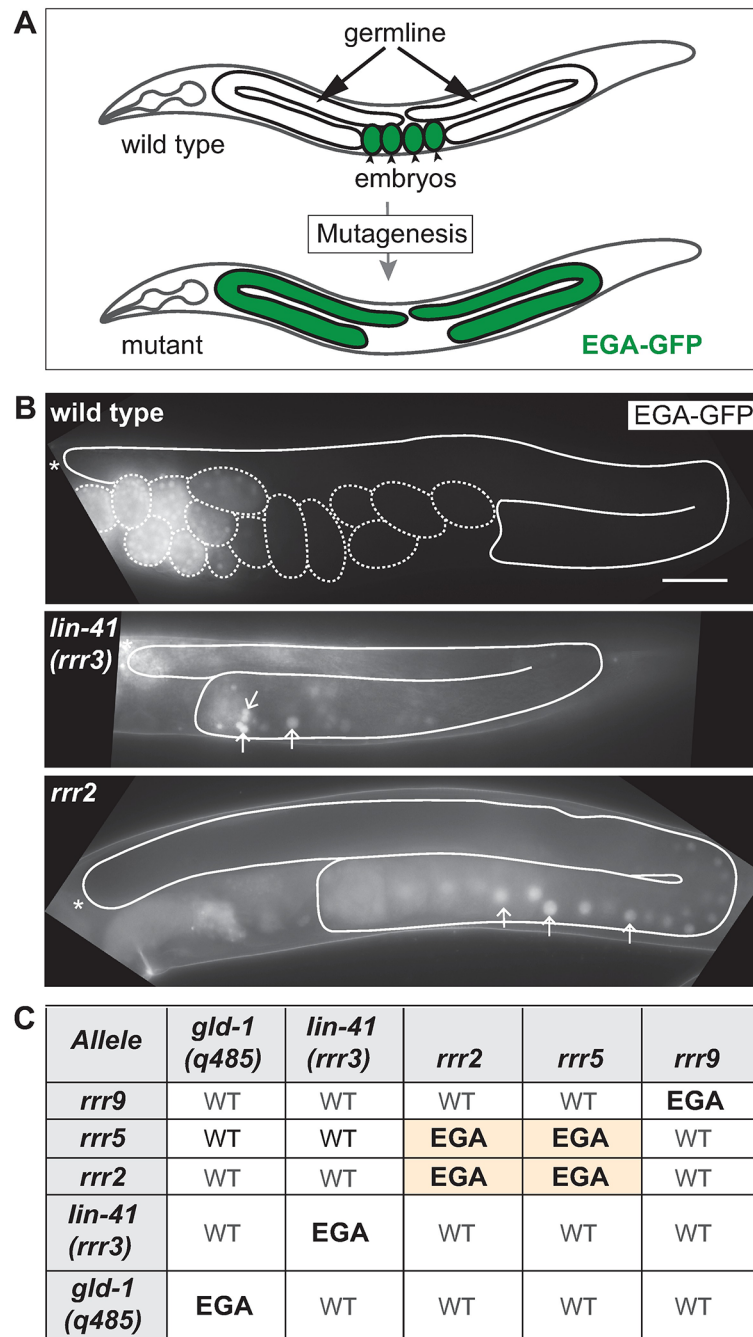 A
germline
wild type
embryos
Mutagenesis
mutant
EGA-GFP
B
wild type
EGA-GFP
*
lin-41
(rrr3)
*
rrr2
*
C
Allele gld-1 (q485) lin-41 (rrr3) rrr2 rrr5 rrr9
rrr9 WT WT WT WT EGA
rrr5 WT WT EGA EGA WT
rrr2 WT WT EGA EGA WT
lin-41 (rrr3) WT EGA WT WT WT
gld-1 (q485) EGA WT WT WT WT